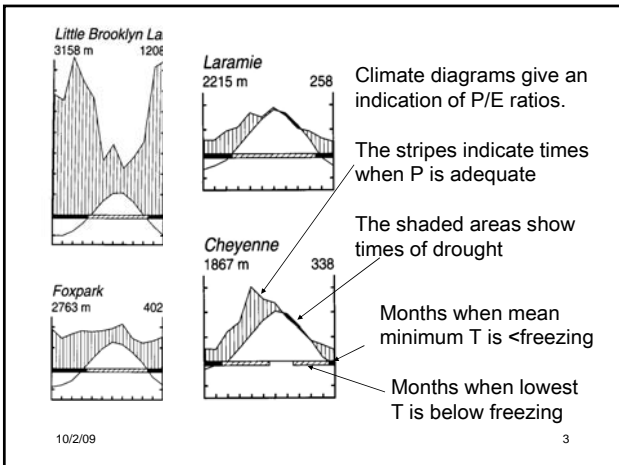 Little Brooklyn La
3158 m 1208
Laramie
2215 m 258
Climate diagrams give an
indication of P/E ratios.
The stripes indicate times
when P is adequate
The shaded areas show
times of drought
Cheyenne
1867 m 338
Foxpark
2763 m 402
Months when mean
minimum T is <freezing
Months when lowest
T is below freezing
10/2/09 3